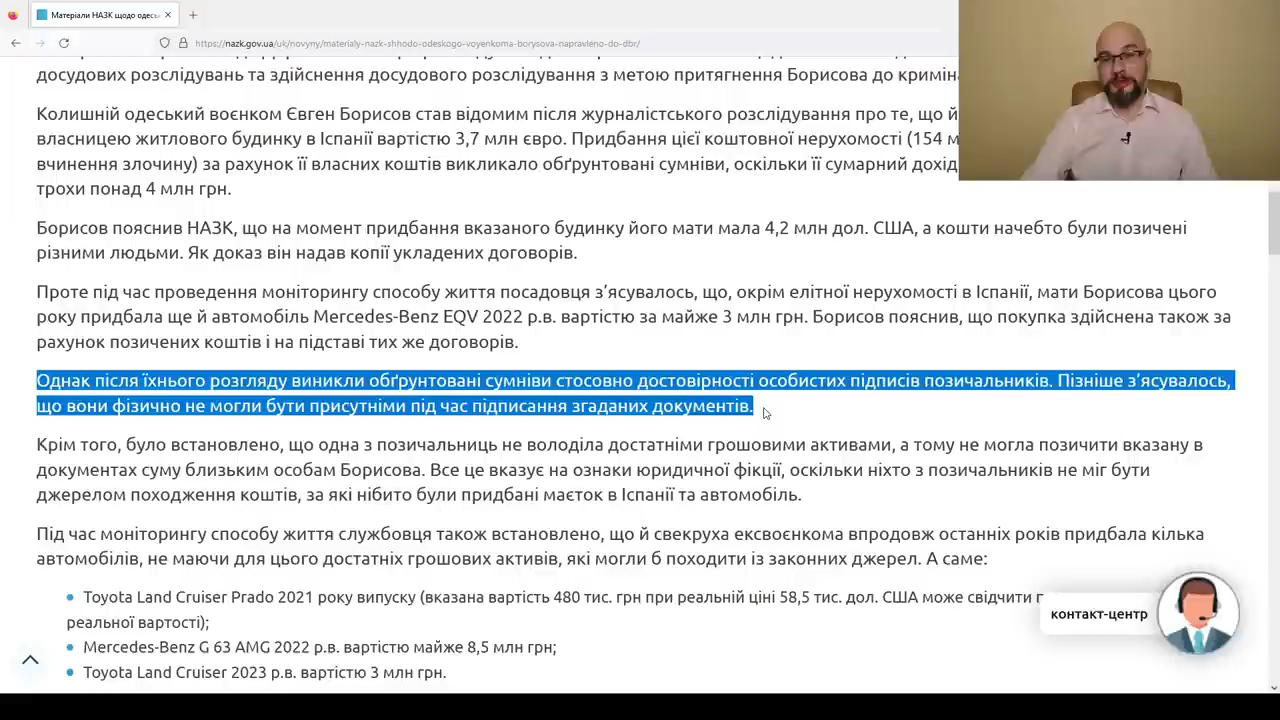 Матеріали НАЗК щодо одесь
https://nazk.gov.ua/uk/novyny/materialy-nazk-shhodo-odeskogo-voyenkoma-borysova-napravleno-do-dbr/
досудових розслідувань та здійснення досудового розслідування з метою притягнення Борисова до
Колишній одеський воєнком Євген Борисов став відомим після журналістського розслідування про те, що
власницею житлового будинку в Іспанії вартістю 3,7 млн євро. Придбання цієї коштовної нерухомості (154
вчинення злочину) за рахунок її власних коштів викликало обґрунтовані сумніви, оскільки її сумарний дохід
трохи понад 4 млн грн.
Борисов пояснив НАЗК, що на момент придбання вказаного будинку його мати мала 4,2 млн дол. США, а кошти начебто були позичені
різними людьми. Як доказ він надав копії укладених договорів.
Проте під час проведення моніторингу способу життя посадовця з’ясувалось, що, окрім елітної нерухомості в Іспанії, мати Борисова цього
року придбала ще й автомобіль Mercedes-Benz EQV 2022 р.в. вартістю за майже 3 млн грн. Борисов пояснив, що покупка здійснена також за
рахунок позичених коштів і на підставі тих же договорів.
Однак після їхнього розгляду виникли обґрунтовані сумніви стосовно достовірності особистих підписів позичальників. Пізніше з’ясувалось,
що вони фізично не могли бути присутніми під час підписання згаданих документів.
Крім того, було встановлено, що одна з позичальниць не володіла достатніми грошовими активами, а тому не могла позичити вказану в
документах суму близьким особам Борисова. Все це вказує на ознаки юридичної фікції, оскільки ніхто з позичальників не міг бути
джерелом походження коштів, за які нібито були придбані маєток в Іспанії та автомобіль.
Під час моніторингу способу життя службовця також встановлено, що й свекруха ексвоєнкома впродовж останніх років придбала кілька
автомобілів, не маючи для цього достатніх грошових активів, які могли б походити із законних джерел. А саме:
Toyota Land Cruiser Prado 2021 року випуску (вказана вартість 480 тис. грн при реальній ціні 58,5 тис. дол. США може свідчити
контакт-центр
реальної вартості);
Mercedes-Benz G 63 AMG 2022 р.в. вартістю майже 8,5 млн грн;
Toyota Land Cruiser 2023 р.в. вартістю 3 млн грн.